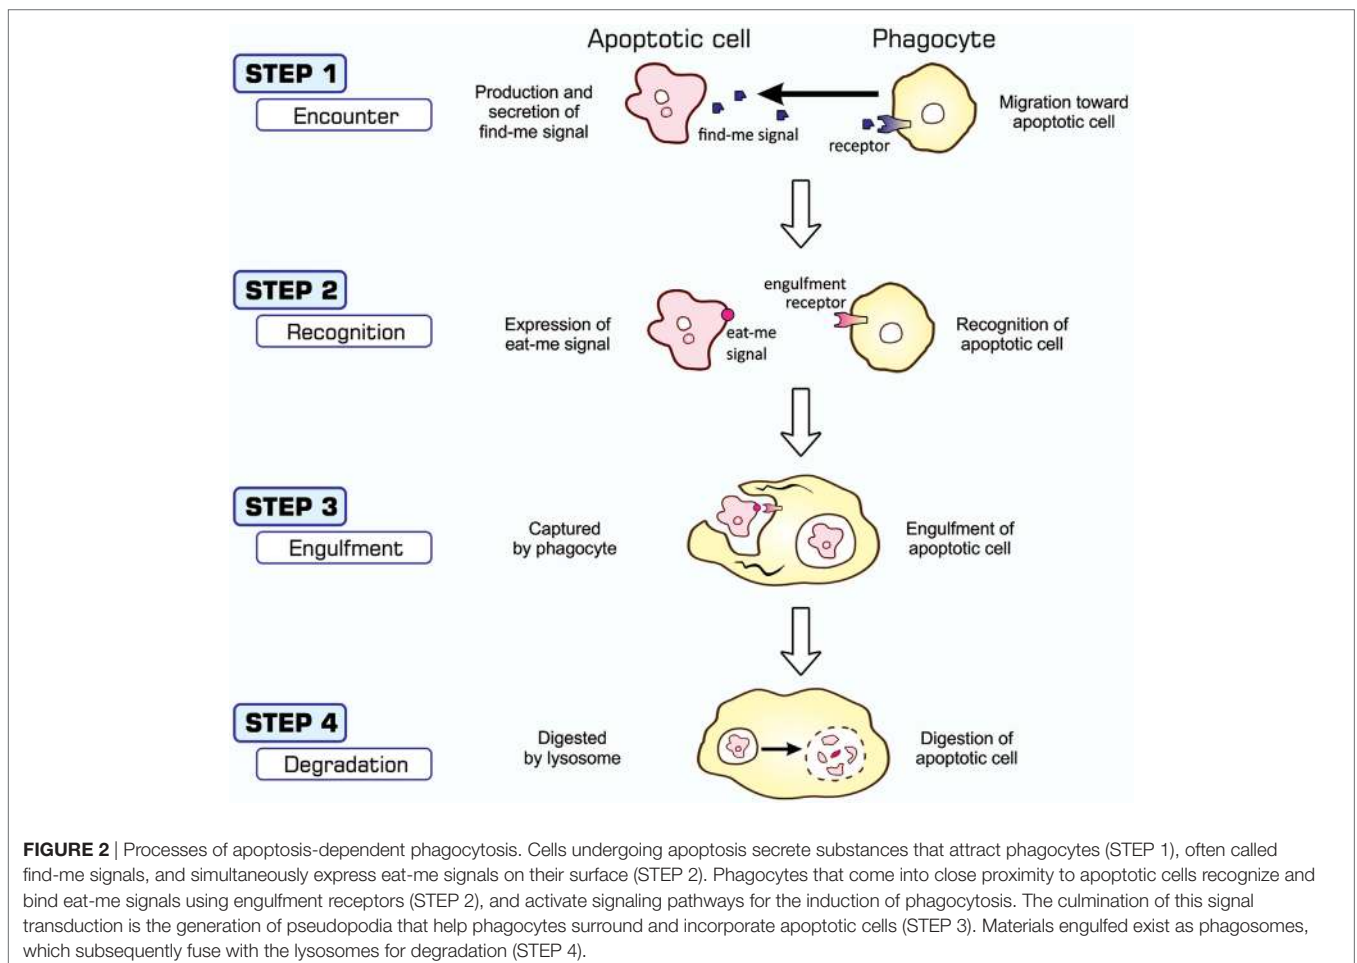 Apoptotic cell
Phagocyte
STEP 1
Encounter
Production and
secretion of
find-me signal
find-me signal
receptor
Migration toward
apoptotic cell
STEP 2
Recognition
Expression of
eat-me signal
eat-me
signal
engulfment
receptor
Recognition of
apoptotic cell
STEP 3
Engulfment
Captured
by phagocyte
Engulfment of
apoptotic cell
STEP 4
Degradation
Digested
by lysosome
Digestion of
apoptotic cell
FIGURE 2 | Processes of apoptosis-dependent phagocytosis. Cells undergoing apoptosis secrete substances that attract phagocytes (STEP 1), often called
find-me signals, and simultaneously express eat-me signals on their surface (STEP 2). Phagocytes that come into close proximity to apoptotic cells recognize and
bind eat-me signals using engulfment receptors (STEP 2), and activate signaling pathways for the induction of phagocytosis. The culmination of this signal
transduction is the generation of pseudopodia that help phagocytes surround and incorporate apoptotic cells (STEP 3). Materials engulfed exist as phagosomes,
which subsequently fuse with the lysosomes for degradation (STEP 4).